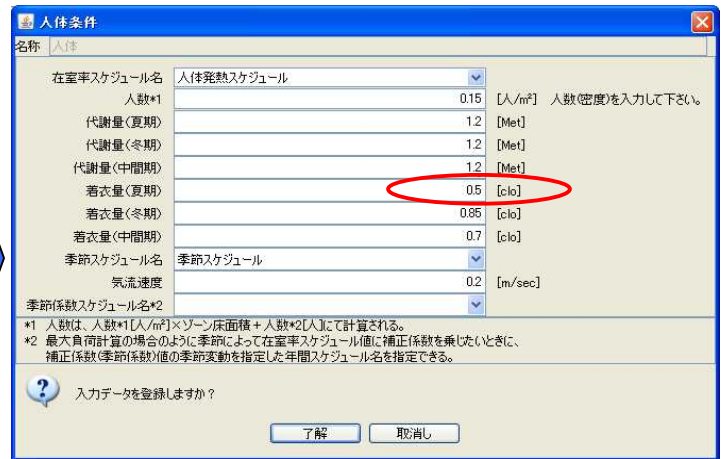 人体条件
名称 人体
在室率スケジュール名 人体発熱スケジュール
人数*1 0.15 [人/m²] 人数(密度)を入力して下さい。
代謝量(夏期) 1.2 [Met]
代謝量(冬期) 1.2 [Met]
代謝量(中間期) 1.2 [Met]
着衣量(夏期) 0.5 [clo]
着衣量(冬期) 0.85 [clo]
着衣量(中間期) 0.7 [clo]
季節スケジュール名 季節スケジュール
気流速度 0.2 [m/sec]
季節係数スケジュール名*2
*1 人数は、人数*1[人/m²]×ゾーン床面積+人数*2[人]にて計算される。
*2 最大負荷計算の場合のように季節によって在室率スケジュール値に補正係数を乗じたいときに、
補正係数(季節係数)値の季節変動を指定した年間スケジュール名を指定できる。
入力データを登録しますか?
了解 取消し